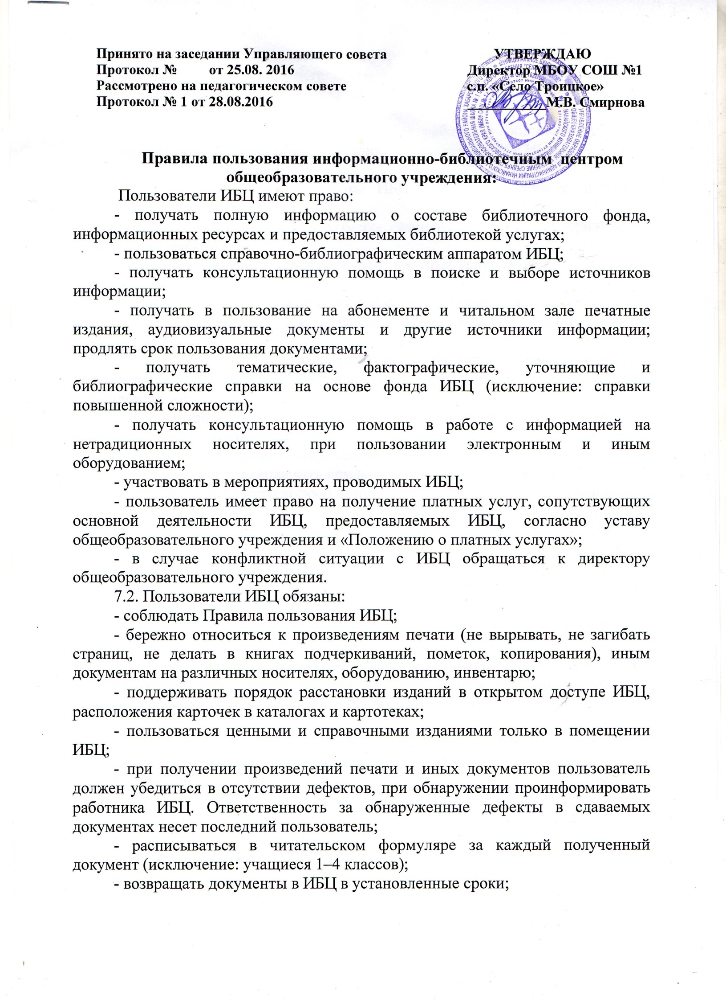 Принято на заседании Управляющего совета УТВЕРЖДАЮ
Протокол № от 25.08. 2016 Директор МБОУ СОШ №1
Рассмотрено на педагогическом совете с.п. «Село Троицкое»
Протокол № 1 от 28.08.2016 ___________М.В. Смирнова
Правила пользования информационно-библиотечным центром
общеобразовательного учреждения:
Пользователи ИБЦ имеют право:
- получать полную информацию о составе библиотечного фонда,
информационных ресурсах и предоставляемых библиотекой услугах;
- пользоваться справочно-библиографическим аппаратом ИБЦ;
- получать консультационную помощь в поиске и выборе источников
информации;
- получать в пользование на абонементе и читальном зале печатные
издания, аудиовизуальные документы и другие источники информации;
продлять срок пользования документами;
- получать тематические, фактографические, уточняющие и
библиографические справки на основе фонда ИБЦ (исключение: справки
повышенной сложности);
- получать консультационную помощь в работе с информацией на
нетрадиционных носителях, при пользовании электронным и иным
оборудованием;
- участвовать в мероприятиях, проводимых ИБЦ;
- пользователь имеет право на получение платных услуг, сопутствующих
основной деятельности ИБЦ, предоставляемых ИБЦ, согласно уставу
общеобразовательного учреждения и «Положению о платных услугах»;
- в случае конфликтной ситуации с ИБЦ обращаться к директору
общеобразовательного учреждения.
7.2. Пользователи ИБЦ обязаны:
- соблюдать Правила пользования ИБЦ;
- бережно относиться к произведениям печати (не вырывать, не загибать
страниц, не делать в книгах подчеркиваний, пометок, копирования), иным
документам на различных носителях, оборудованию, инвентарю;
- поддерживать порядок расстановки изданий в открытом доступе ИБЦ,
расположения карточек в каталогах и картотеках;
- пользоваться ценными и справочными изданиями только в помещении
ИБЦ;
- при получении произведений печати и иных документов пользователь
должен убедиться в отсутствии дефектов, при обнаружении проинформировать
работника ИБЦ. Ответственность за обнаруженные дефекты в сдаваемых
документах несет последний пользователь;
- расписываться в читательском формуляре за каждый полученный
документ (исключение: учащиеся 1–4 классов);
- возвращать документы в ИБЦ в установленные сроки;